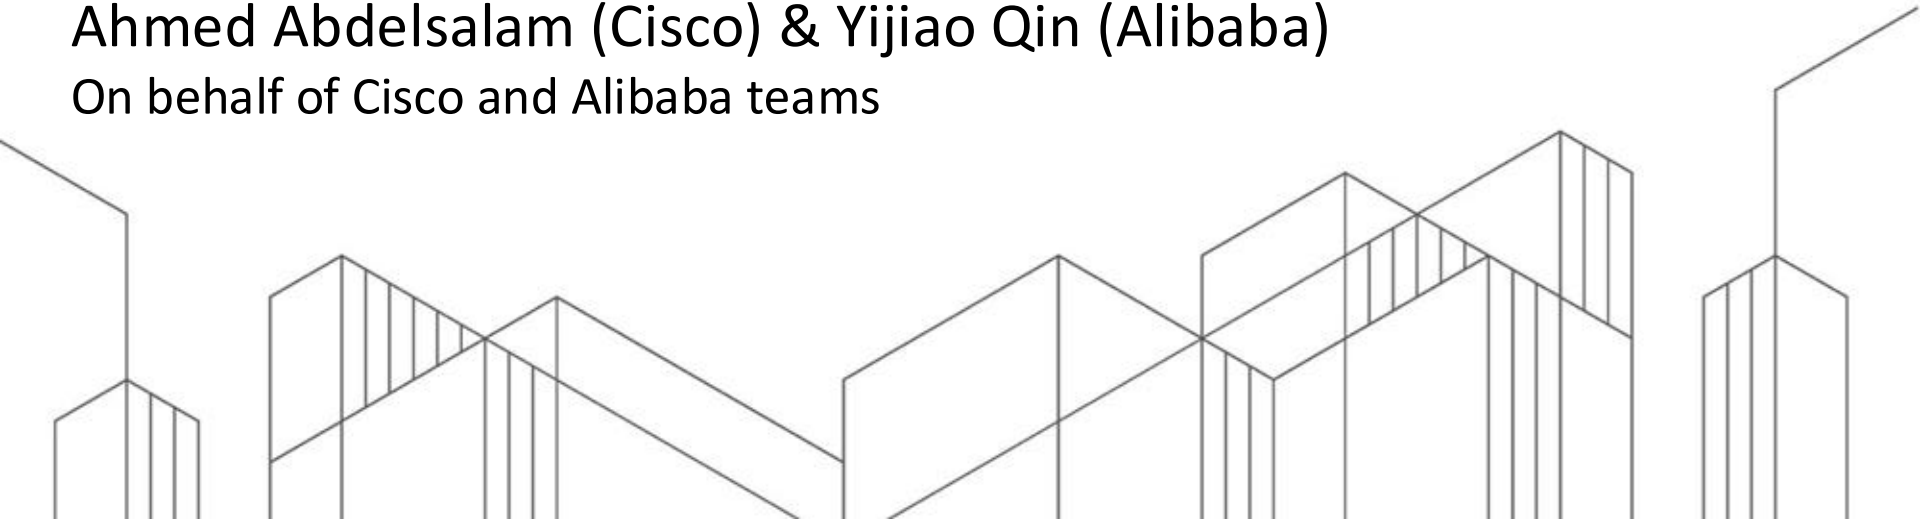 Ahmed Abdelsalam (Cisco) & Yijiao Qin (Alibaba)
On behalf of Cisco and Alibaba teams